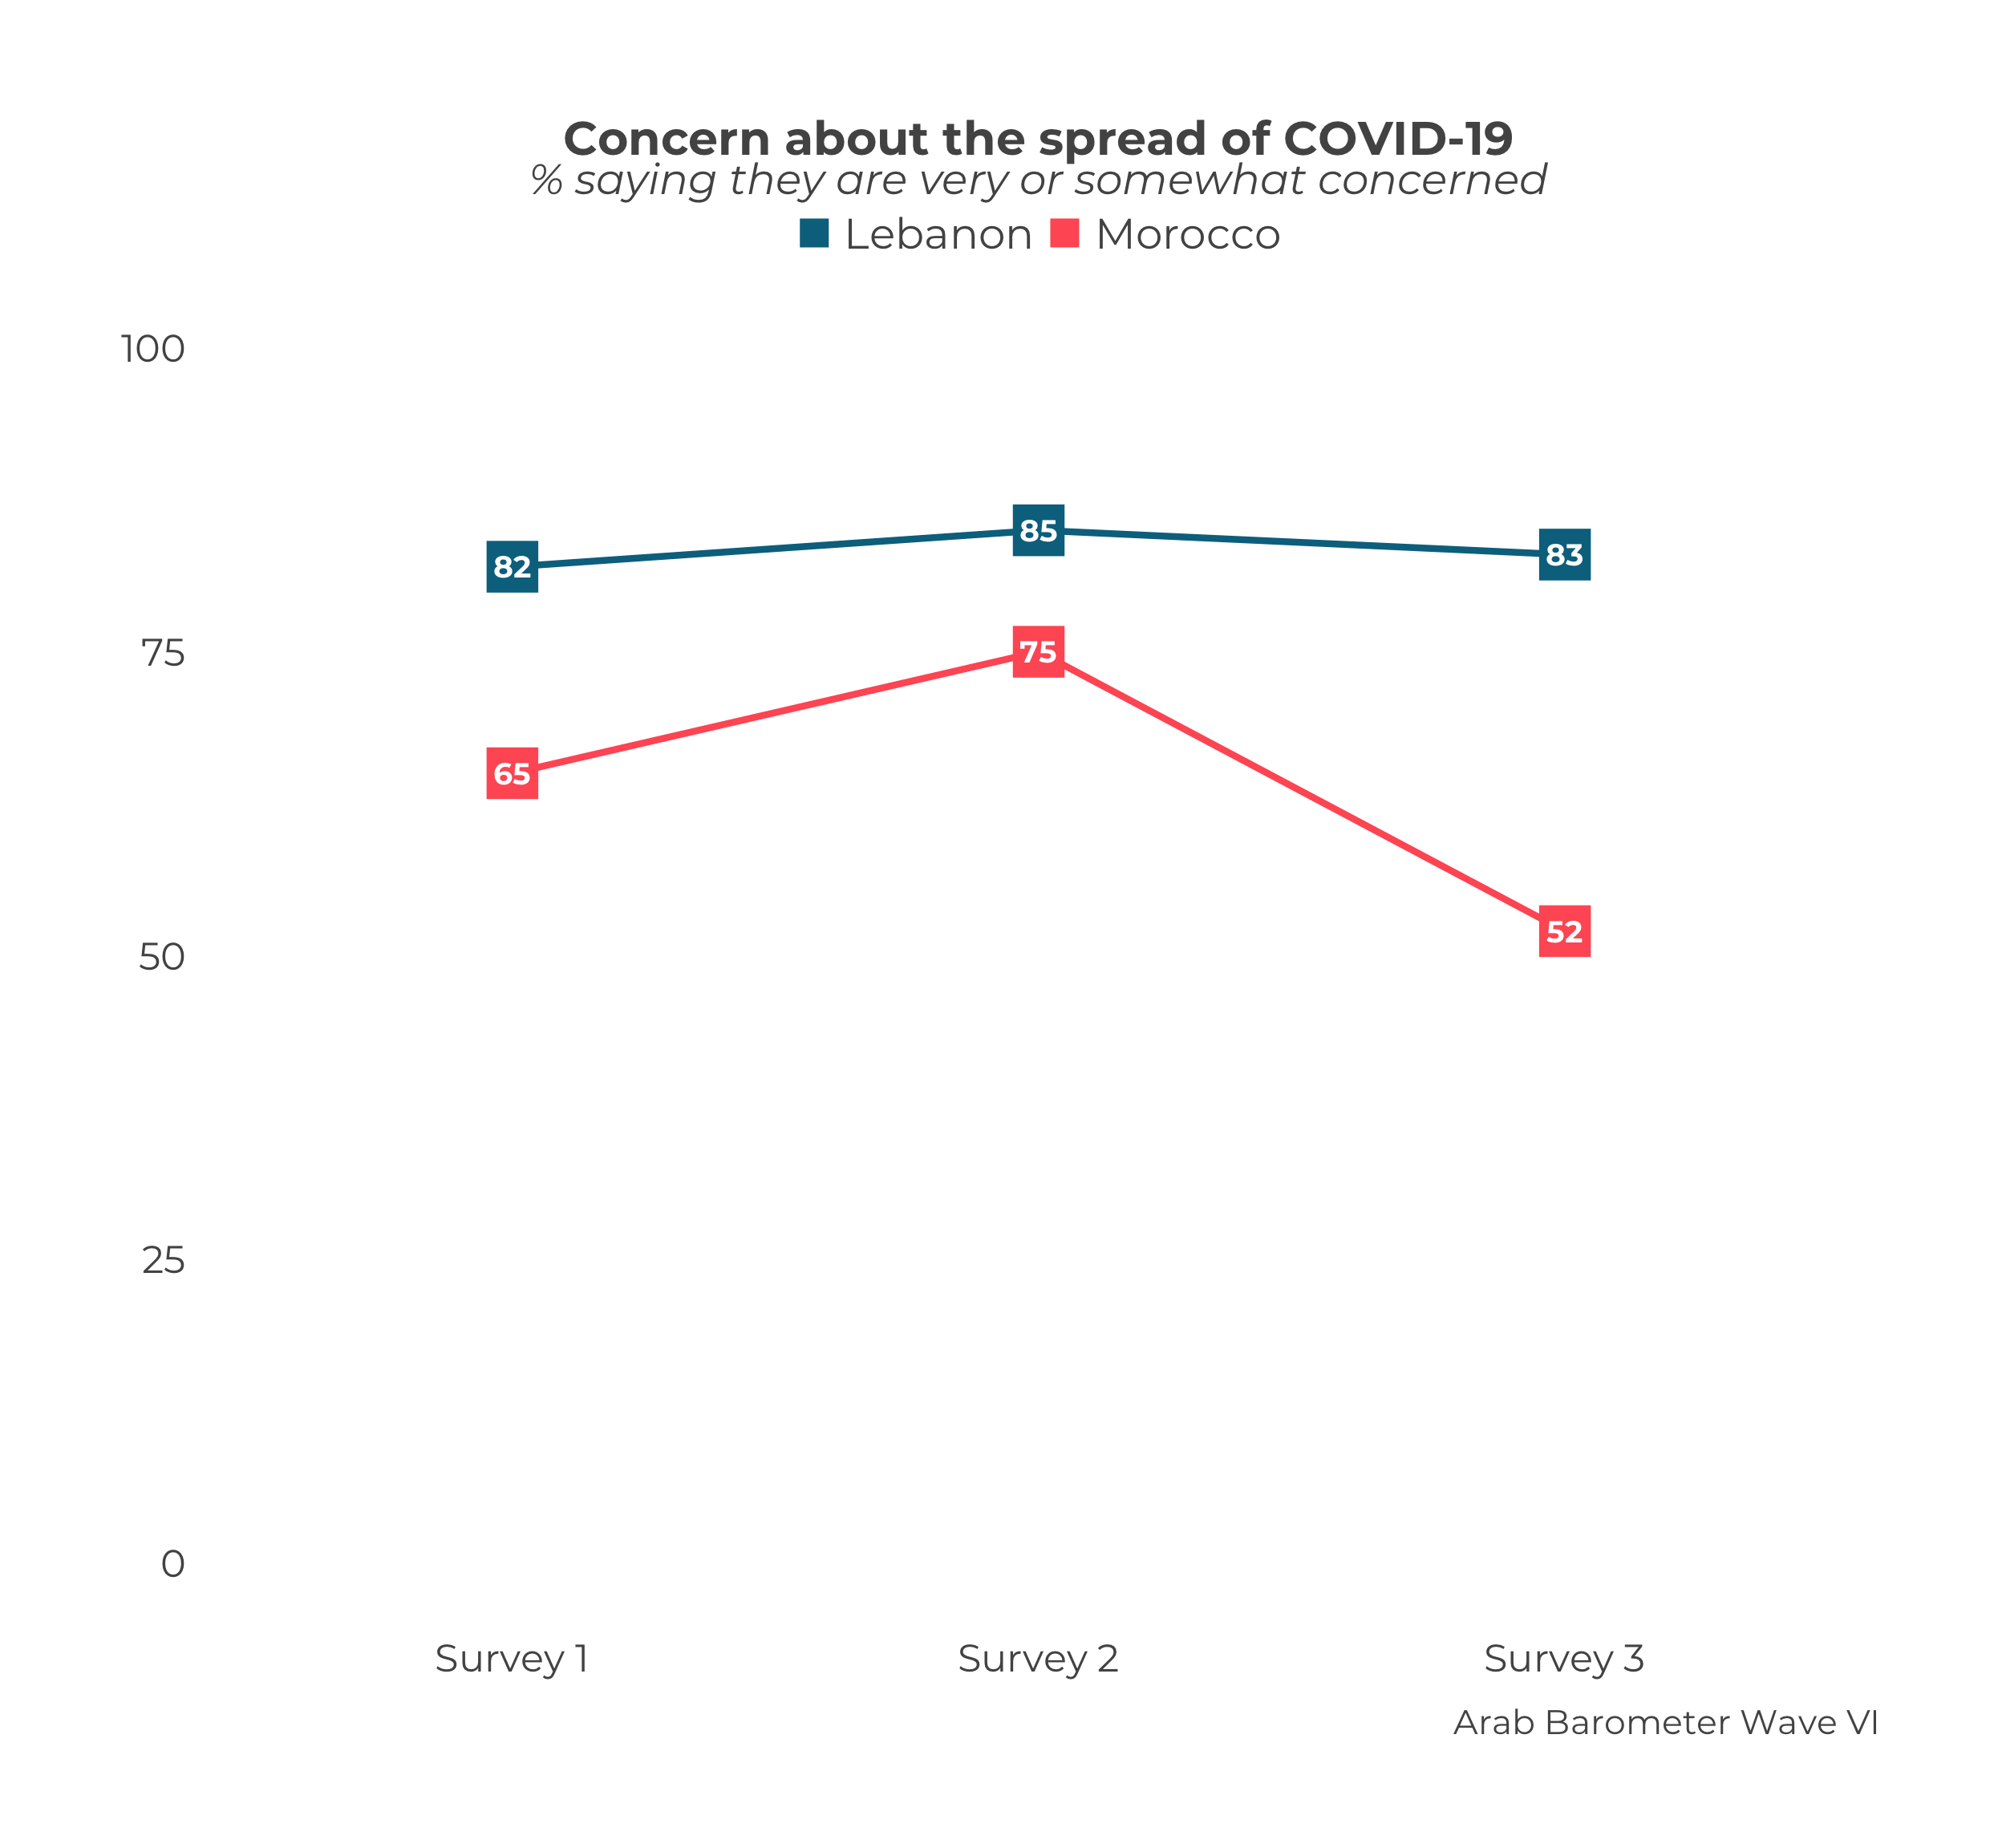 Concern about the spread of COVID-19
% saying they are very or somewhat concerned
Lebanon Morocco
100
82 85 83
75
75
65
52
50
25
0
Survey 1 Survey 2 Survey 3
Arab Barometer Wave VI